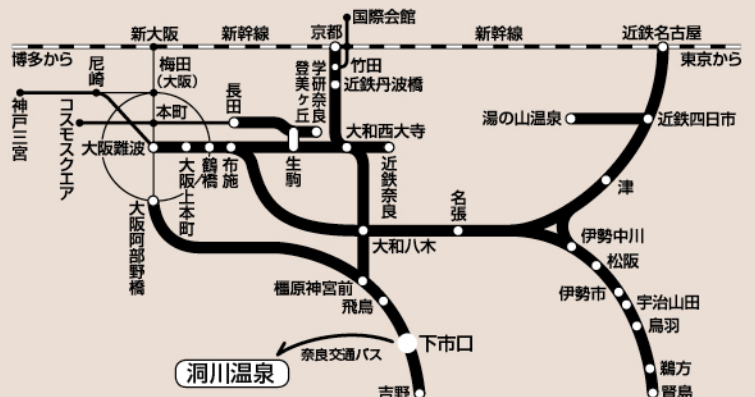 国際会館
新大阪
新幹線
京都
新幹線
近鉄名古屋
博多から
東京から
尼崎
梅田
(大阪)
竹田
近鉄丹波橋
学研奈良
登美ヶ丘
長田
本町
神戸三宮
コスモスクエア
湯の山温泉
近鉄四日市
大阪難波
大和西大寺
大阪上本町
鶴橋
布施
生駒
近鉄奈良
津
名張
大阪阿部野橋
大和八木
伊勢中川
松阪
橿原神宮前
飛鳥
伊勢市
宇治山田
鳥羽
下市口
奈良交通バス
洞川温泉
鵜方
吉野
賢島